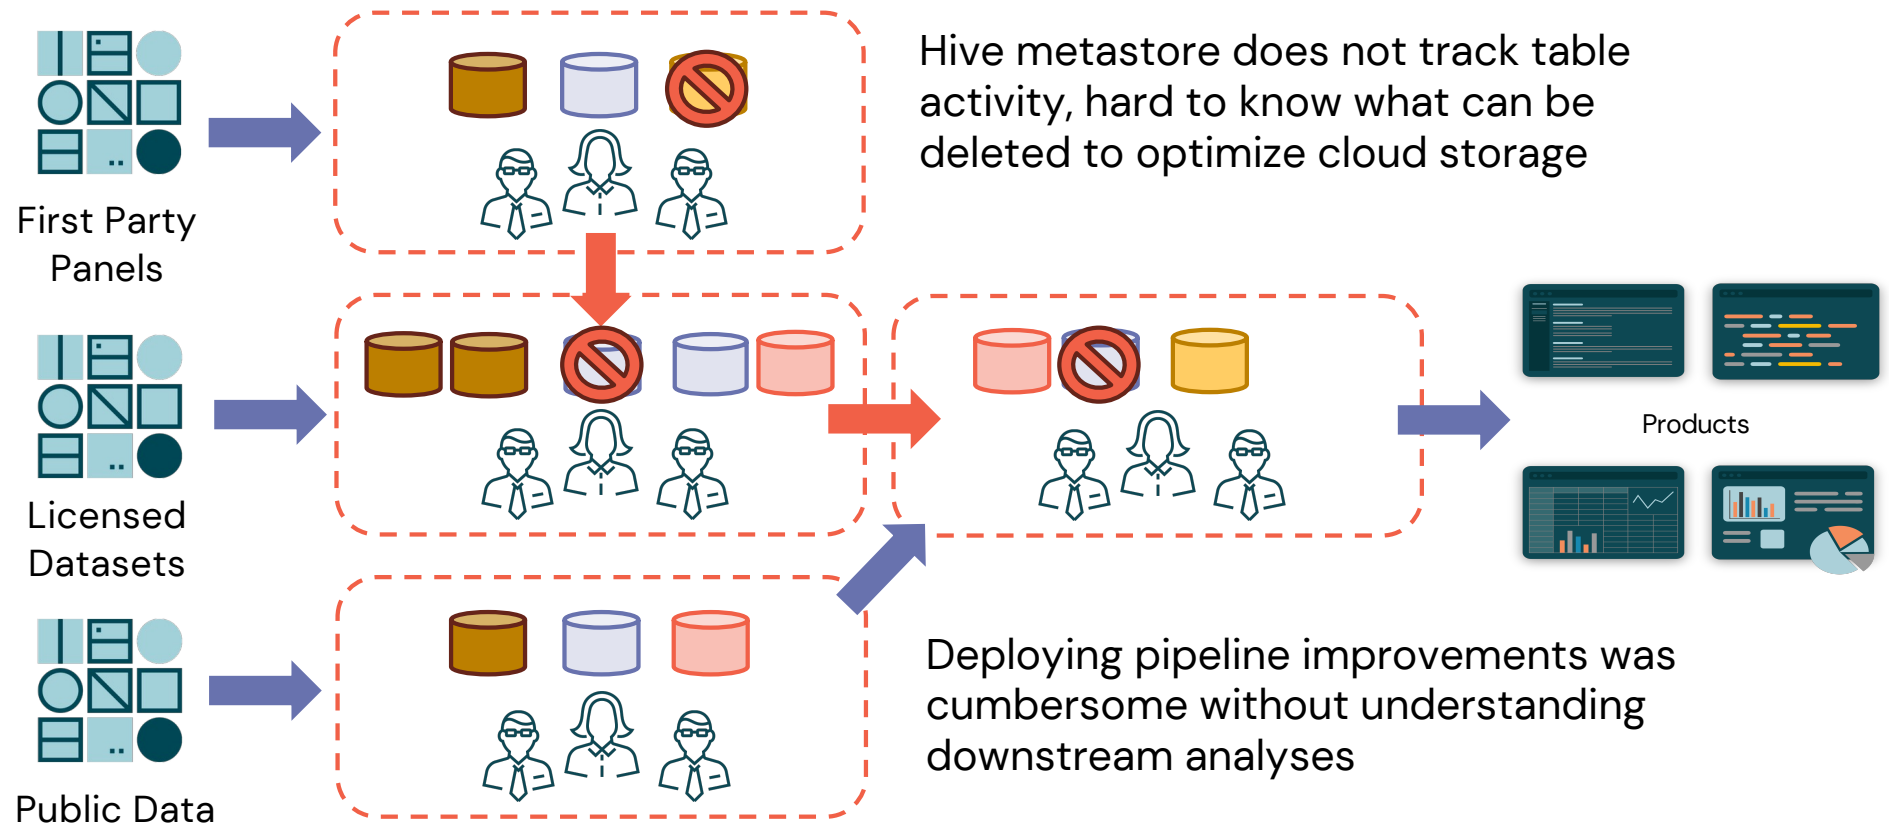 Hive metastore does not track table
activity, hard to know what can be
deleted to optimize cloud storage
First Party
Panels
Licensed
Datasets
Products
Deploying pipeline improvements was
cumbersome without understanding
downstream analyses
Public Data